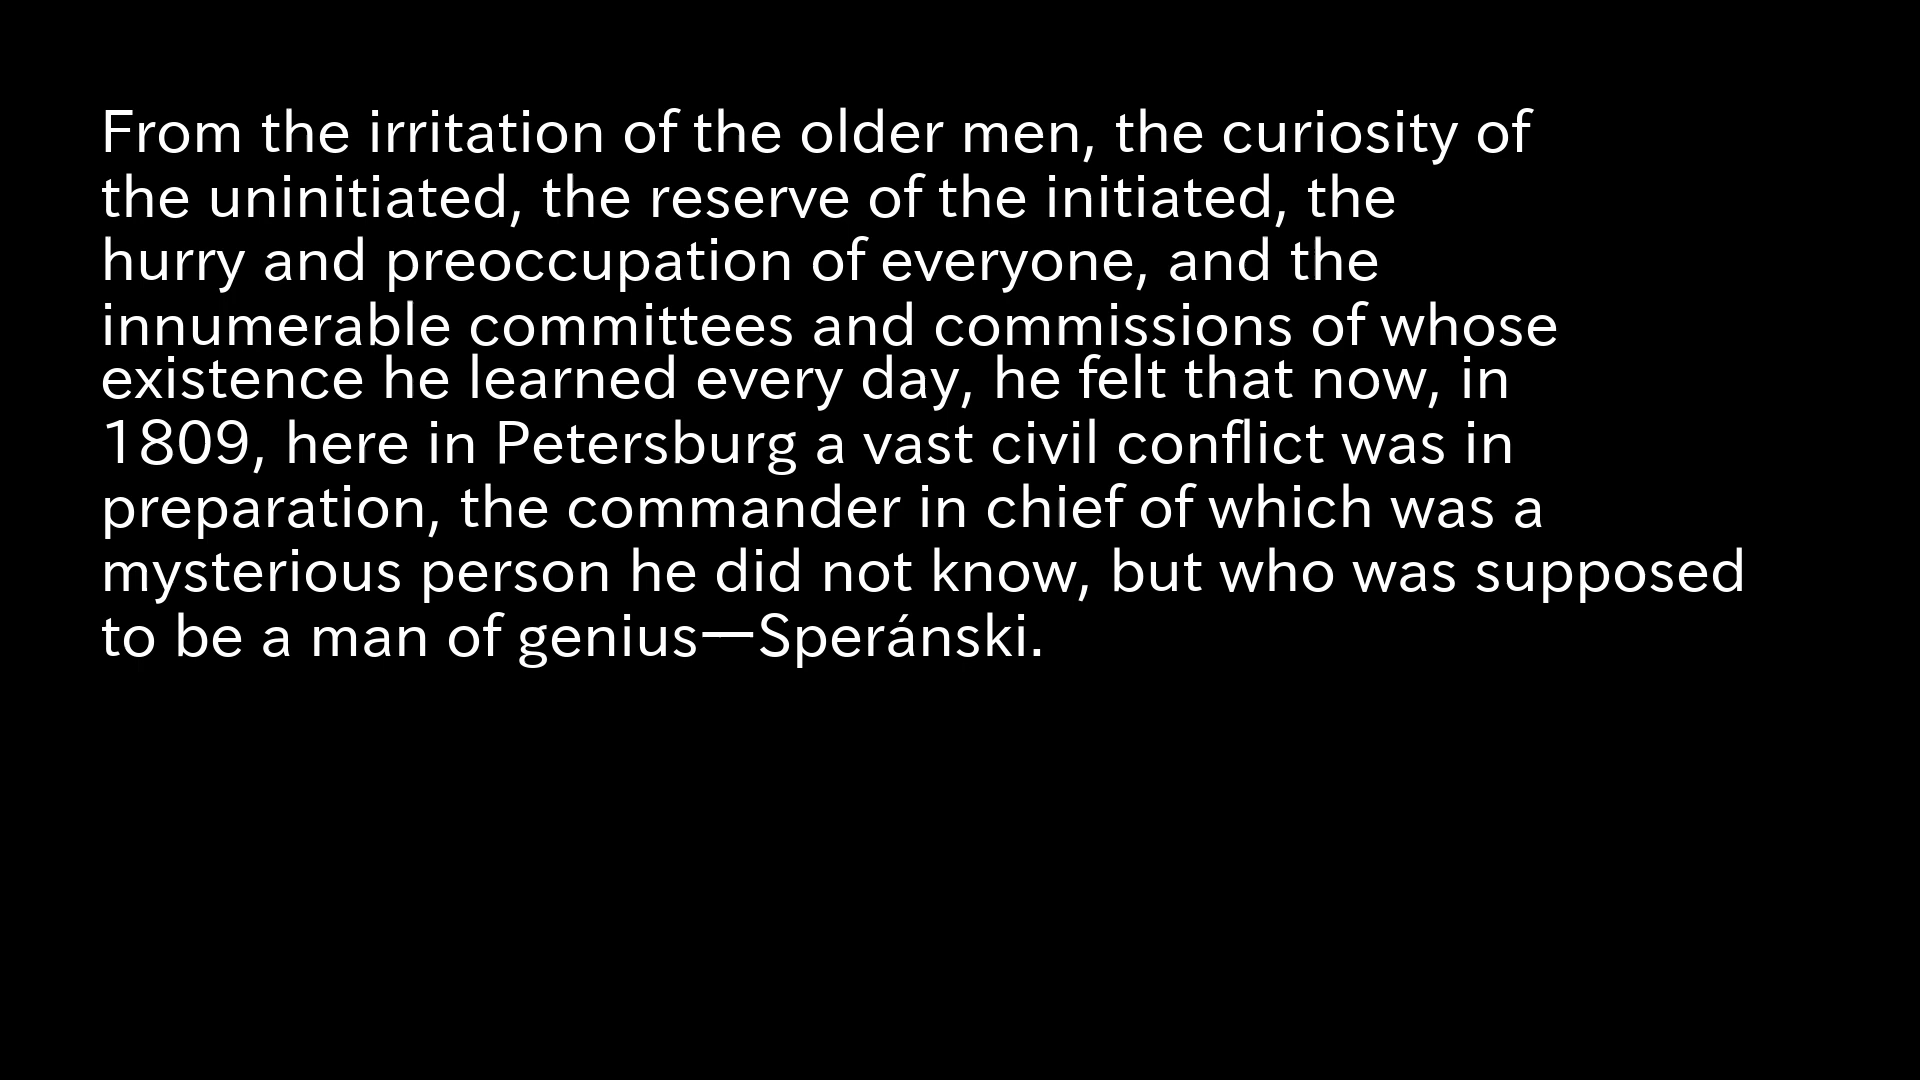 From the irritation of the older men, the curiosity of
the uninitiated, the reserve of the initiated, the
hurry and preoccupation of everyone, and the
innumerable committees and commissions of whose
existence he learned every day, he felt that now, in
1809, here in Petersburg a vast civil conflict was in
preparation, the commander in chief of which was a
mysterious person he did not know, but who was supposed
to be a man of genius—Speránski.